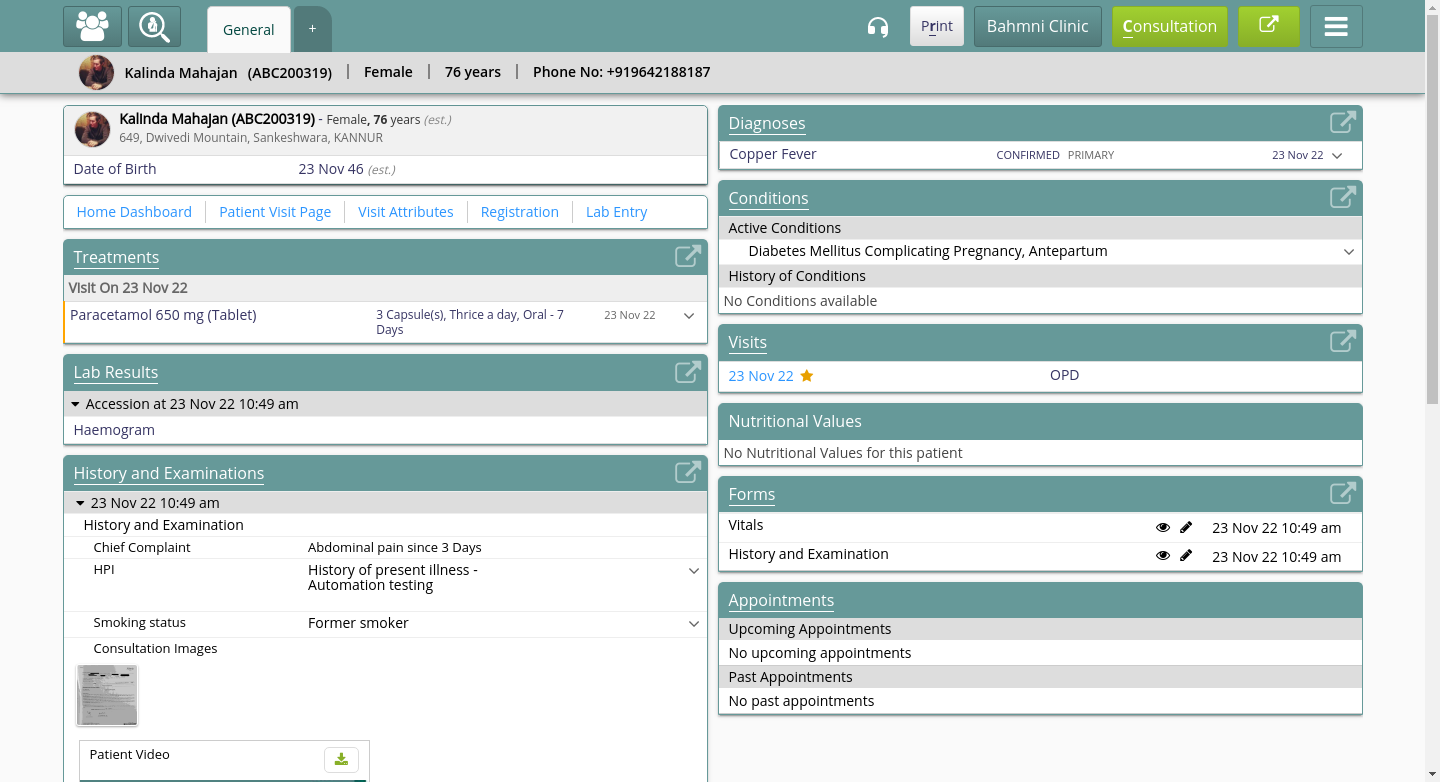 General
+
Print
Bahmni Clinic
Consultation
Kalinda Mahajan (ABC200319) | Female | 76 years | Phone No: +919642188187
Kalinda Mahajan (ABC200319) - Female, 76 years (est.)
649, Dwivedi Mountain, Sankeshwara, KANNUR
Date of Birth 23 Nov 46 (est.)
Home Dashboard
Patient Visit Page
Visit Attributes
Registration
Lab Entry
Treatments
Visit On 23 Nov 22
Paracetamol 650 mg (Tablet) 3 Capsule(s), Thrice a day, Oral - 7 23 Nov 22
Days
Lab Results
Accession at 23 Nov 22 10:49 am
Haemogram
History and Examinations
23 Nov 22 10:49 am
History and Examination
Chief Complaint Abdominal pain since 3 Days
HPI History of present illness -
Automation testing
Smoking status Former smoker
Consultation Images
Patient Video
Diagnoses
Copper Fever CONFIRMED PRIMARY 23 Nov 22
Conditions
Active Conditions
Diabetes Mellitus Complicating Pregnancy, Antepartum
History of Conditions
No Conditions available
Visits
23 Nov 22 OPD
Nutritional Values
No Nutritional Values for this patient
Forms
Vitals 23 Nov 22 10:49 am
History and Examination 23 Nov 22 10:49 am
Appointments
Upcoming Appointments
No upcoming appointments
Past Appointments
No past appointments